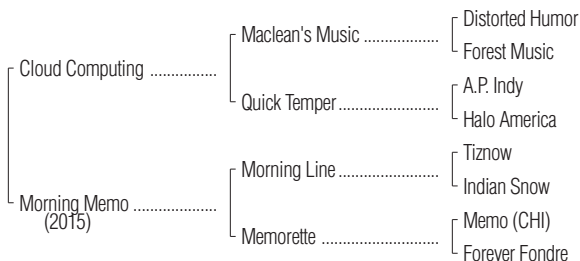 Distorted Humor
Maclean's Music ..................
Forest Music
Cloud Computing ................
A.P. Indy
Quick Temper........................
Halo America
Tiznow
Morning Line........................
Indian Snow
Morning Memo ....................
(2015)
Memo (CHI)
Memorette ............................
Forever Fondre